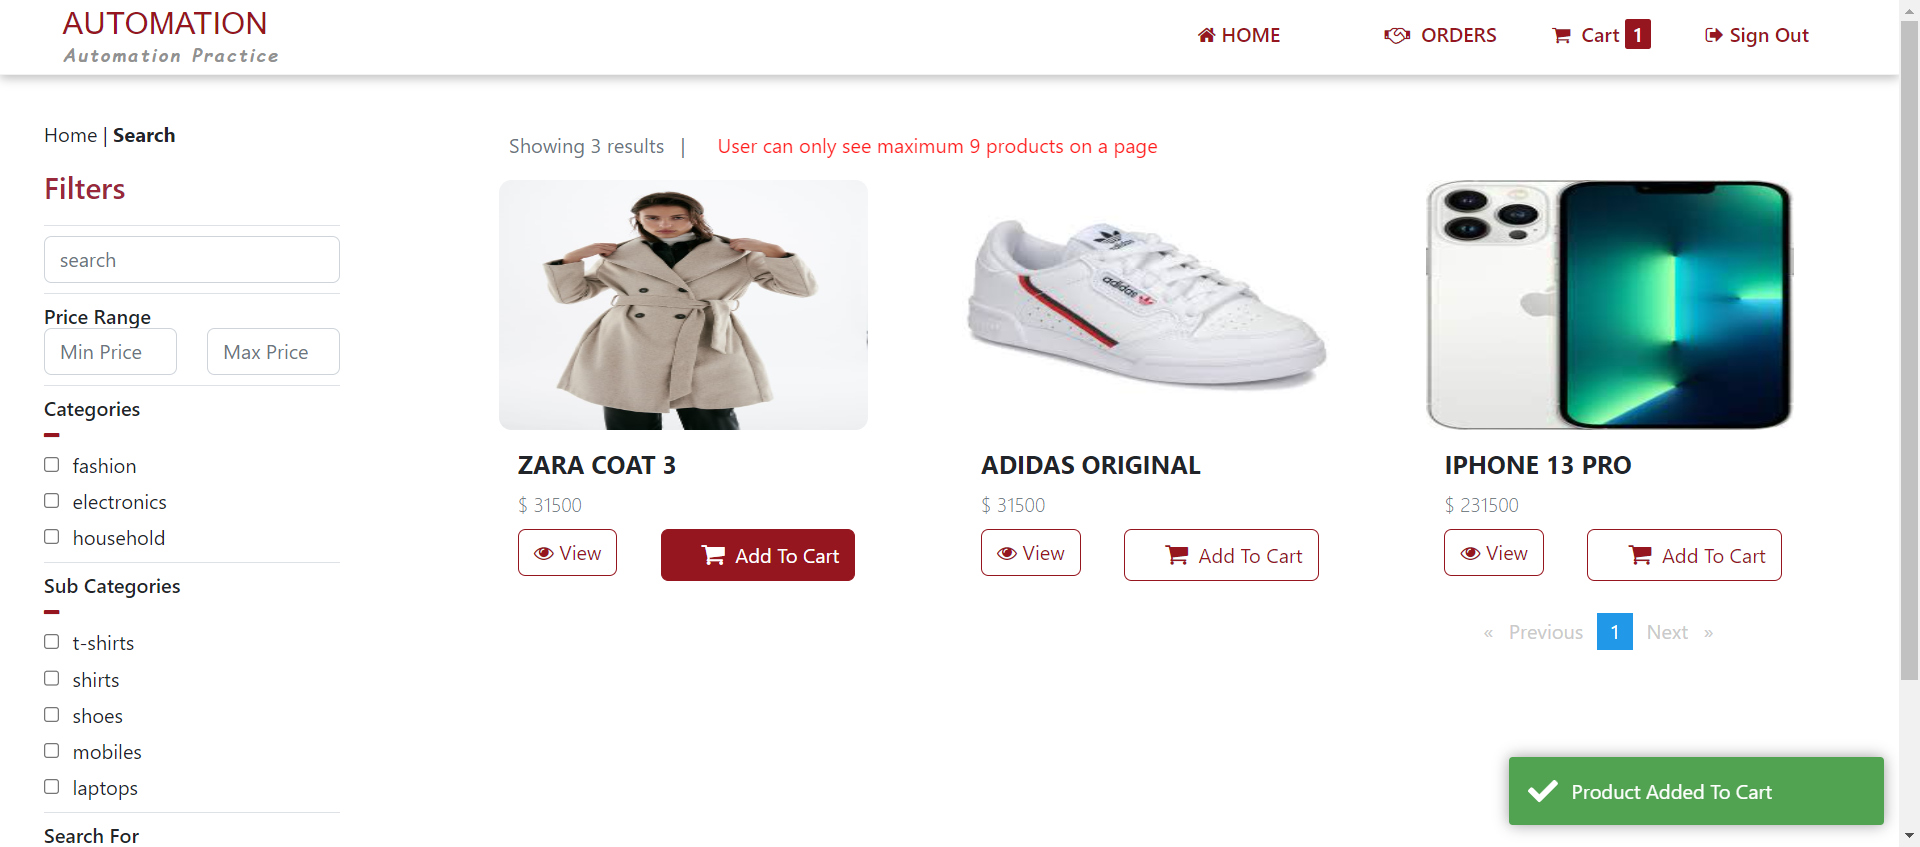 AUTOMATION
Automation Practice
HOME
ORDERS
Cart 1
Sign Out
Home | Search
Filters
search
Price Range
Min Price
Max Price
Categories
fashion
electronics
household
Sub Categories
t-shirts
shirts
shoes
mobiles
laptops
Search For
Showing 3 results | User can only see maximum 9 products on a page
adidas
adidas
ZARA COAT 3
$ 31500
View
Add To Cart
ADIDAS ORIGINAL
$ 31500
View
Add To Cart
IPHONE 13 PRO
$ 231500
View
Add To Cart
« Previous 1 Next »
Product Added To Cart